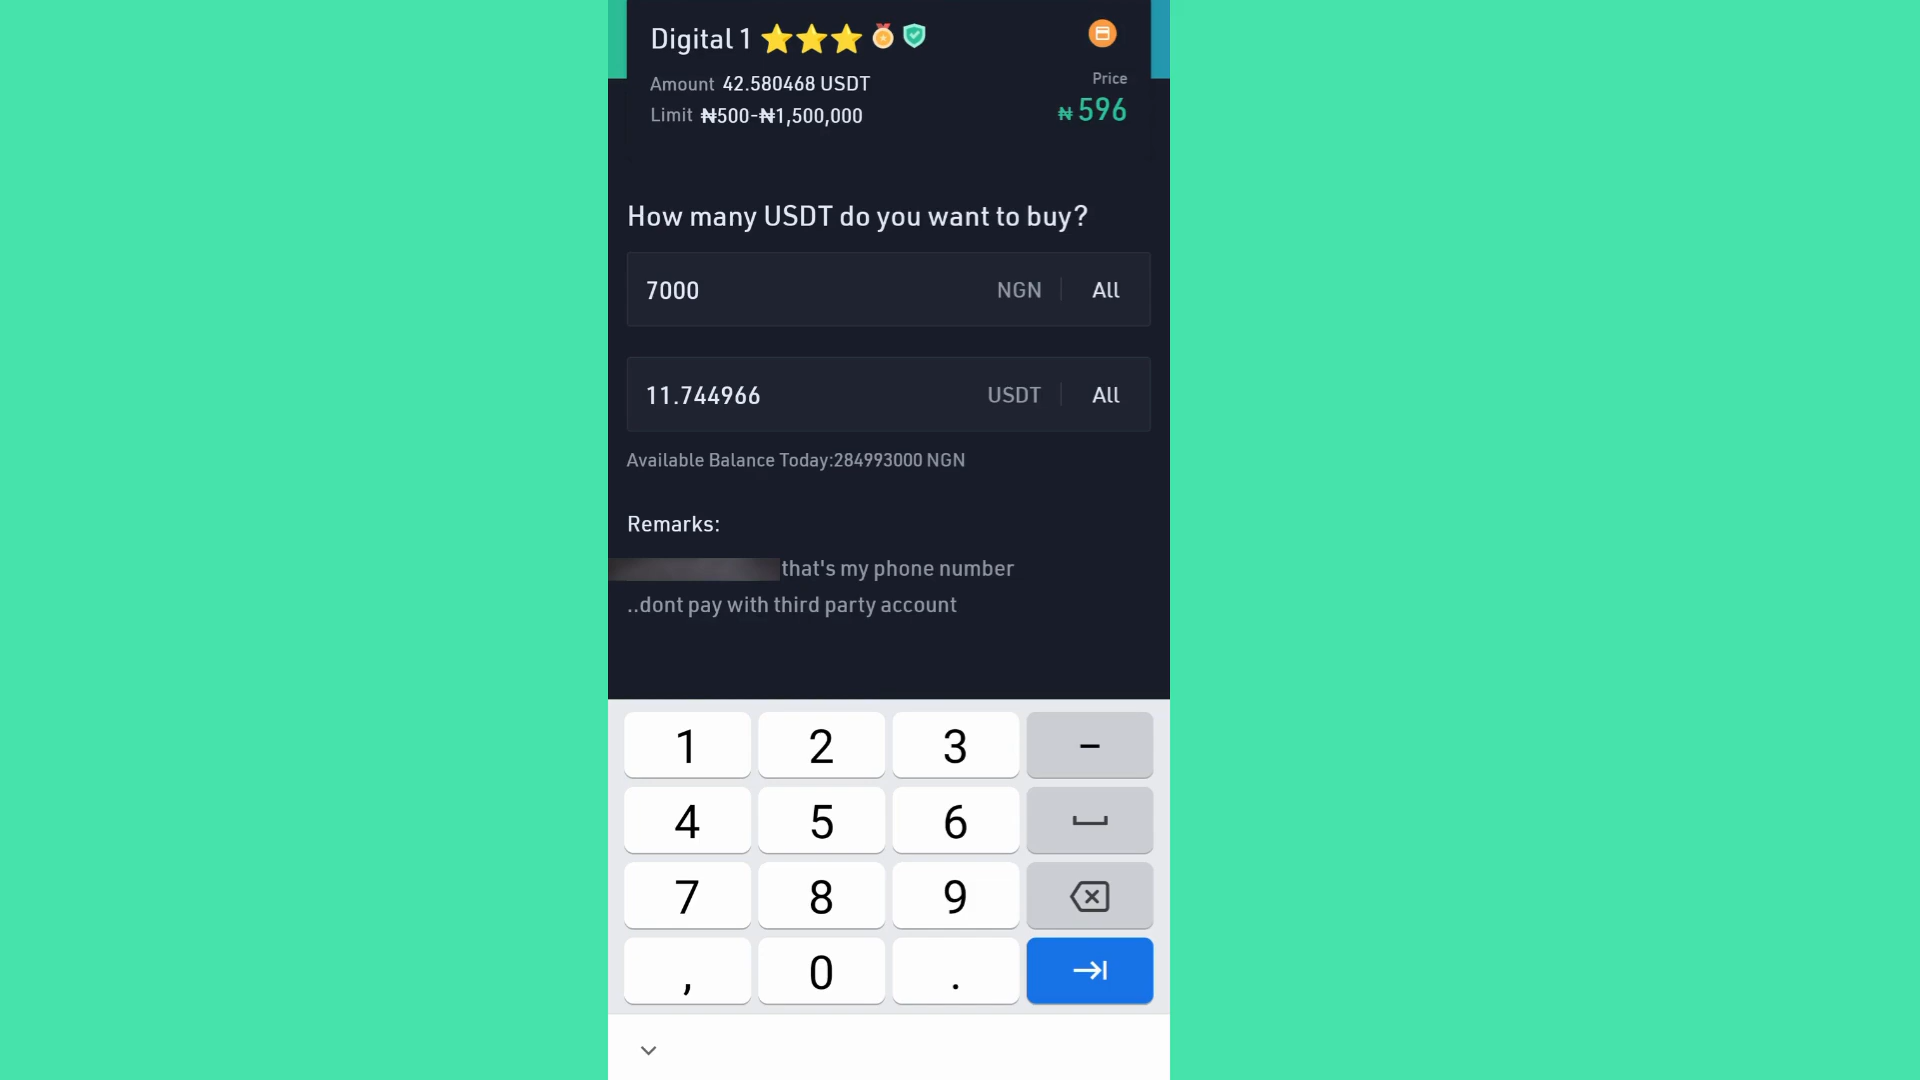 Digital 1
Price
Amount 42.580468 USDT
Limit ₦500-₦1,500,000
₦ 596
How many USDT do you want to buy?
7000 NGN All
11.744966 USDT All
Available Balance Today:284993000 NGN
Remarks:
that's my phone number
..dont pay with third party account
1 2 3 -
4 5 6
7 8 9
, 0 .